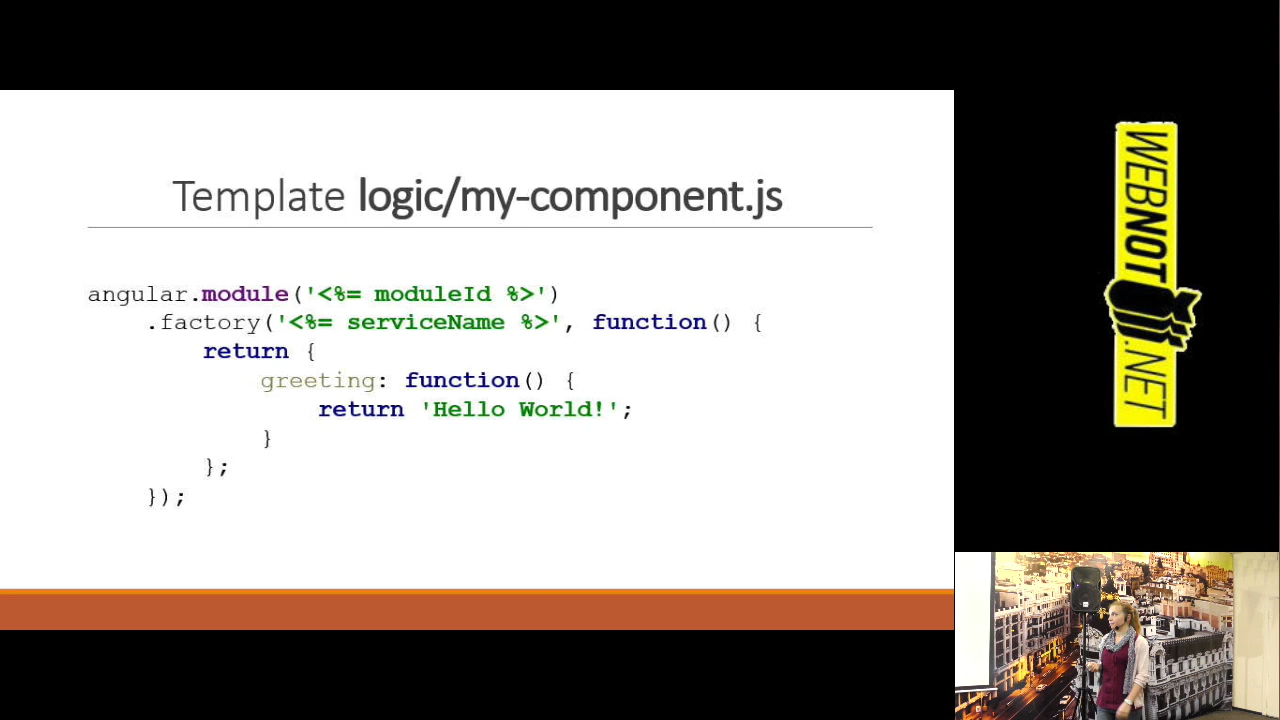 Template logic/my-component.js
angular.module('<%= moduleId %>')
    .factory('<%= serviceName %>', function() {
        return {
            greeting: function() {
                return 'Hello World!';
            }
        };
    });
WEBNOT
.NET